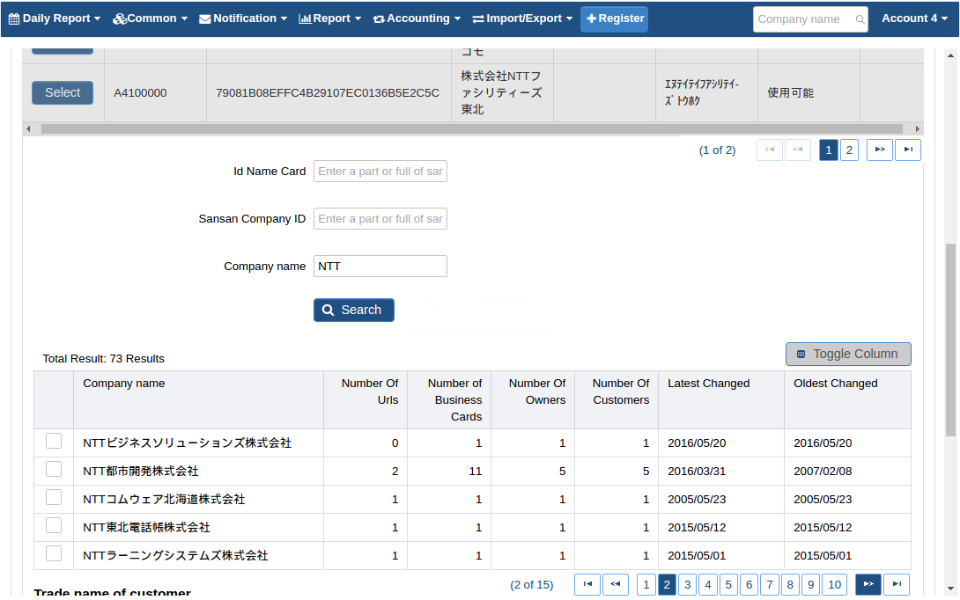 Daily Report Common Notification Report Accounting Import/Export Register Company name Account 4
コモ
Select A4100000 79081B08EFFC4B29107EC0136B5E2C5C 株式会社NTTフ
ァシリティーズ
東北 ｴﾇﾃｲﾃｲﾌｱｼﾘﾃｲ-
ｽﾞﾄｳﾎｸ 使用可能
(1 of 2) 1 2
Id Name Card Enter a part or full of sar
Sansan Company ID Enter a part or full of sar
Company name NTT
Search
Total Result: 73 Results Toggle Column
Company name Number Of
Urls Number of
Business
Cards Number Of
Owners Number Of
Customers Latest Changed Oldest Changed
NTTビジネスソリューションズ株式会社 0 1 1 1 2016/05/20 2016/05/20
NTT都市開発株式会社 2 11 5 5 2016/03/31 2007/02/08
NTTコムウェア北海道株式会社 1 1 1 1 2005/05/23 2005/05/23
NTT東北電話帳株式会社 1 1 1 1 2015/05/12 2015/05/12
NTTラーニングシステムズ株式会社 1 1 1 1 2015/05/01 2015/05/01
(2 of 15) 1 2 3 4 5 6 7 8 9 10
Trade name of customer